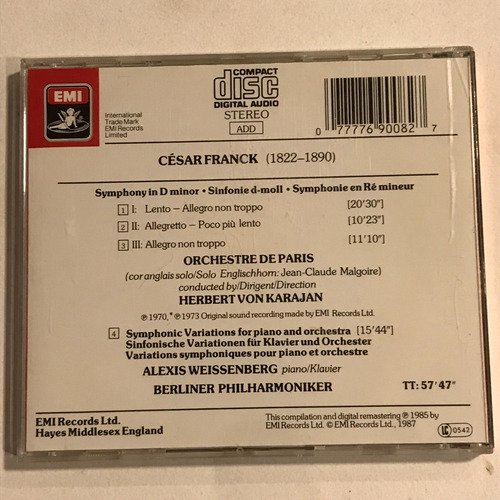 EMI
International
Trade Mark
EMI Records
Limited
COMPACT
disc
DIGITAL AUDIO
STEREO
ADD
0 77776 90082 7
CÉSAR FRANCK (1822–1890)
Symphony in D minor • Sinfonie d-moll • Symphonie en Ré mineur
1 I: Lento – Allegro non troppo [20'30"]
2 II: Allegretto – Poco più lento [10'23"]
3 III: Allegro non troppo [11'10"]
ORCHESTRE DE PARIS
(cor anglais solo/Solo Englischhorn: Jean-Claude Malgoire)
conducted by/Dirigent/Direction
HERBERT VON KARAJAN
℗ 1970,* ℗ 1973 Original sound recording made by EMI Records Ltd.
4 Symphonic Variations for piano and orchestra [15'44"]
Sinfonische Variationen für Klavier und Orchester
Variations symphoniques pour piano et orchestre
ALEXIS WEISSENBERG piano/Klavier
BERLINER PHILHARMONIKER
TT: 57'47"
EMI Records Ltd.
Hayes Middlesex England
This compilation and digital remastering ℗ 1985 by
EMI Records Ltd. © EMI Records Ltd., 1987
LC 0542